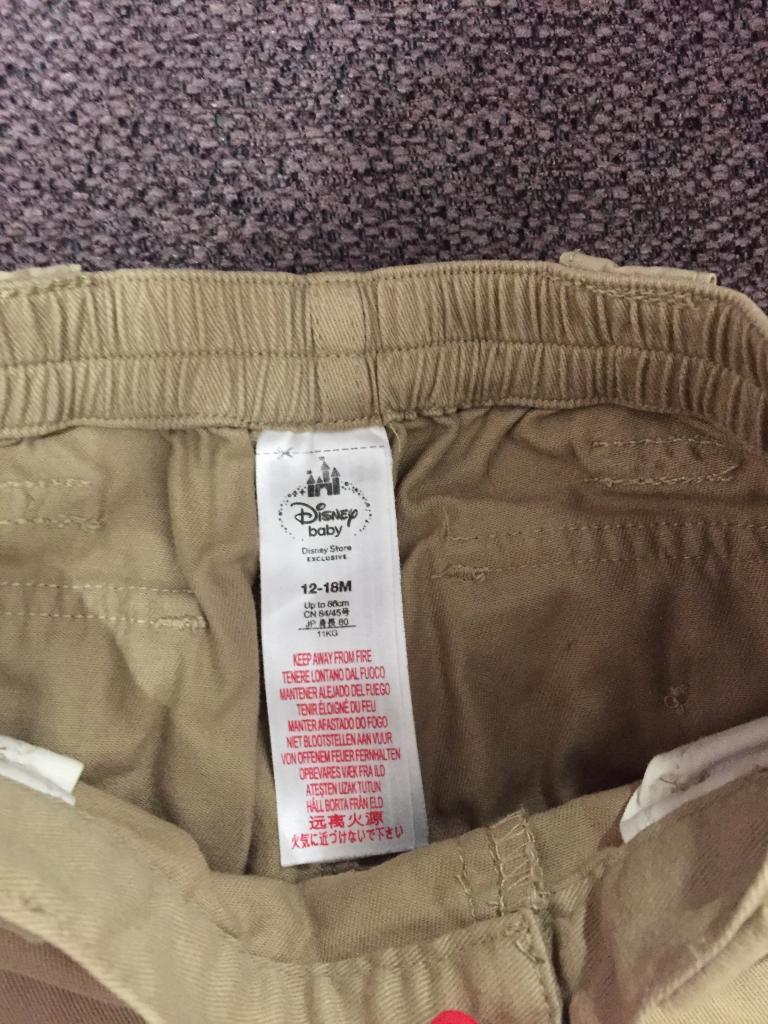 Disney
baby
Disney Store
EXCLUSIVE
12-18M
Up to 86cm
CN 84/45号
JP 身長 80
11KG
KEEP AWAY FROM FIRE
TENERE LONTANO DAL FUOCO
MANTENER ALEJADO DEL FUEGO
TENIR ÉLOIGNÉ DU FEU
MANTER AFASTADO DO FOGO
NIET BLOOTSTELLEN AAN VUUR
VON OFFENEM FEUER FERNHALTEN
OPBEVARES VÆK FRA ILD
ATEŞTEN UZAK TUTUN
HÅLL BORTA FRÅN ELD
远离火源
火気に近づけないで下さい